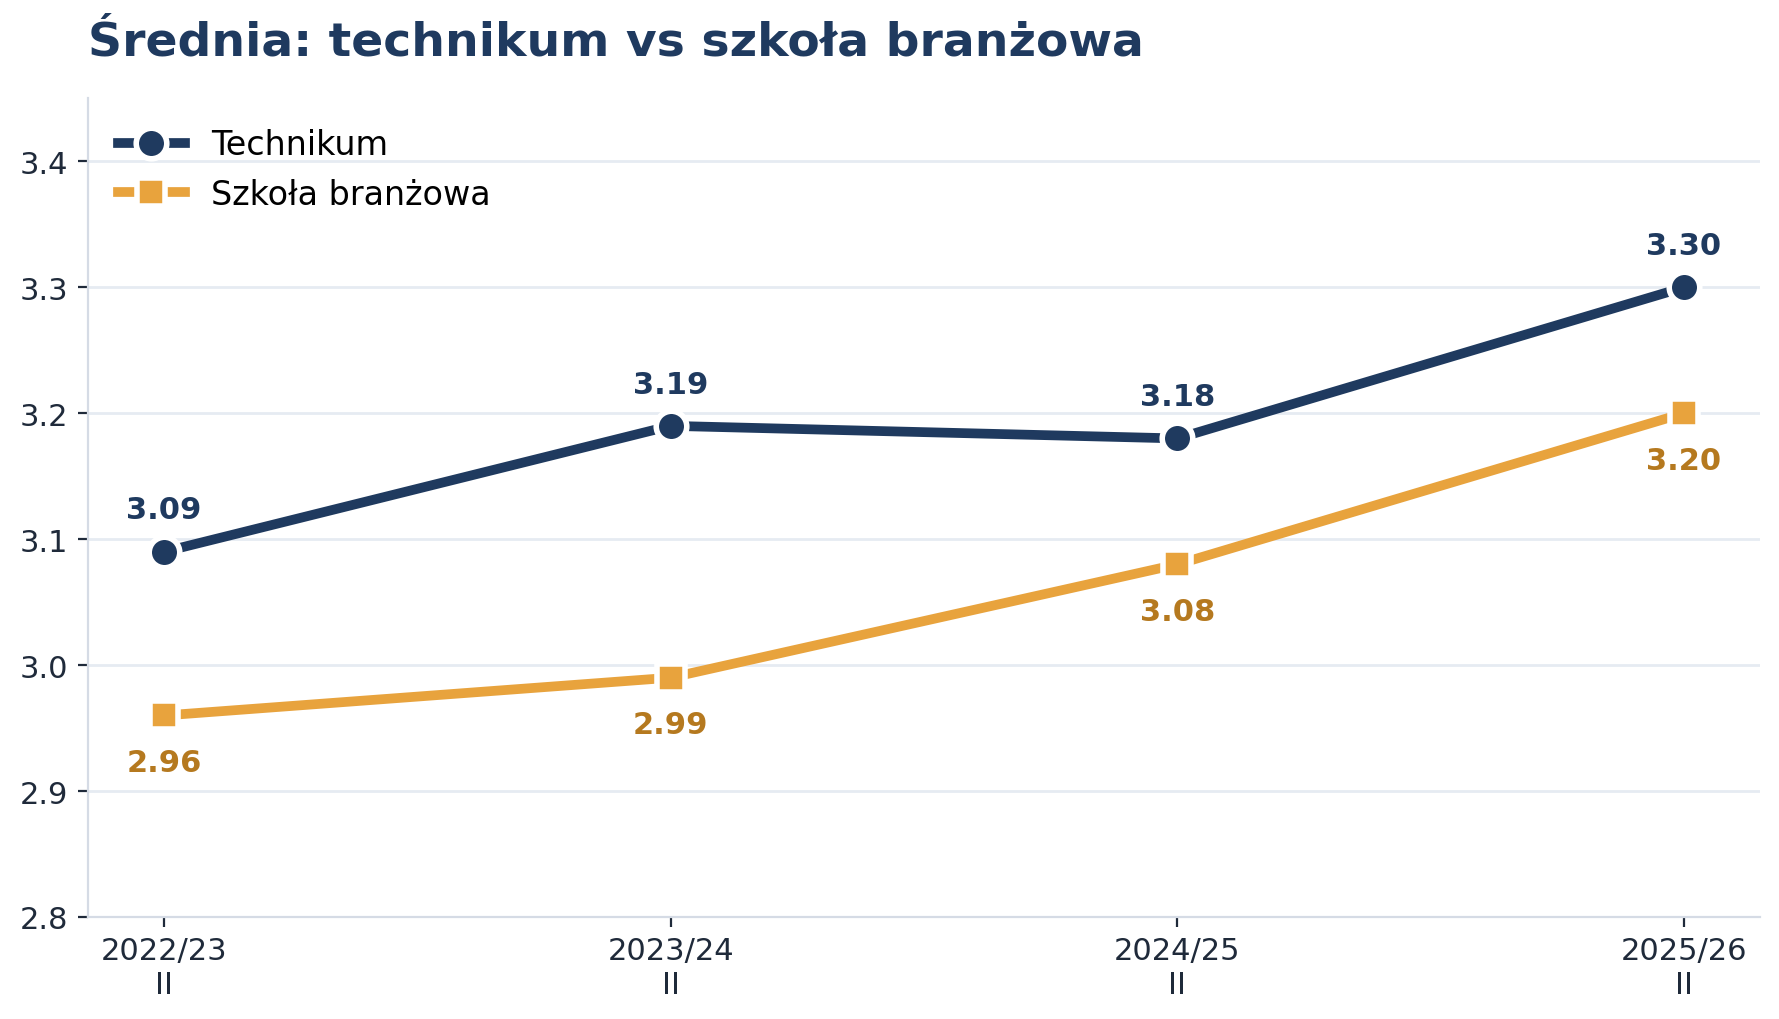 Średnia: technikum vs szkoła branżowa
Technikum
Szkoła branżowa
3.4
3.3
3.2
3.1
3.0
2.9
2.8
3.09
3.19
3.18
3.30
2.96
2.99
3.08
3.20
2022/23
II
2023/24
II
2024/25
II
2025/26
II